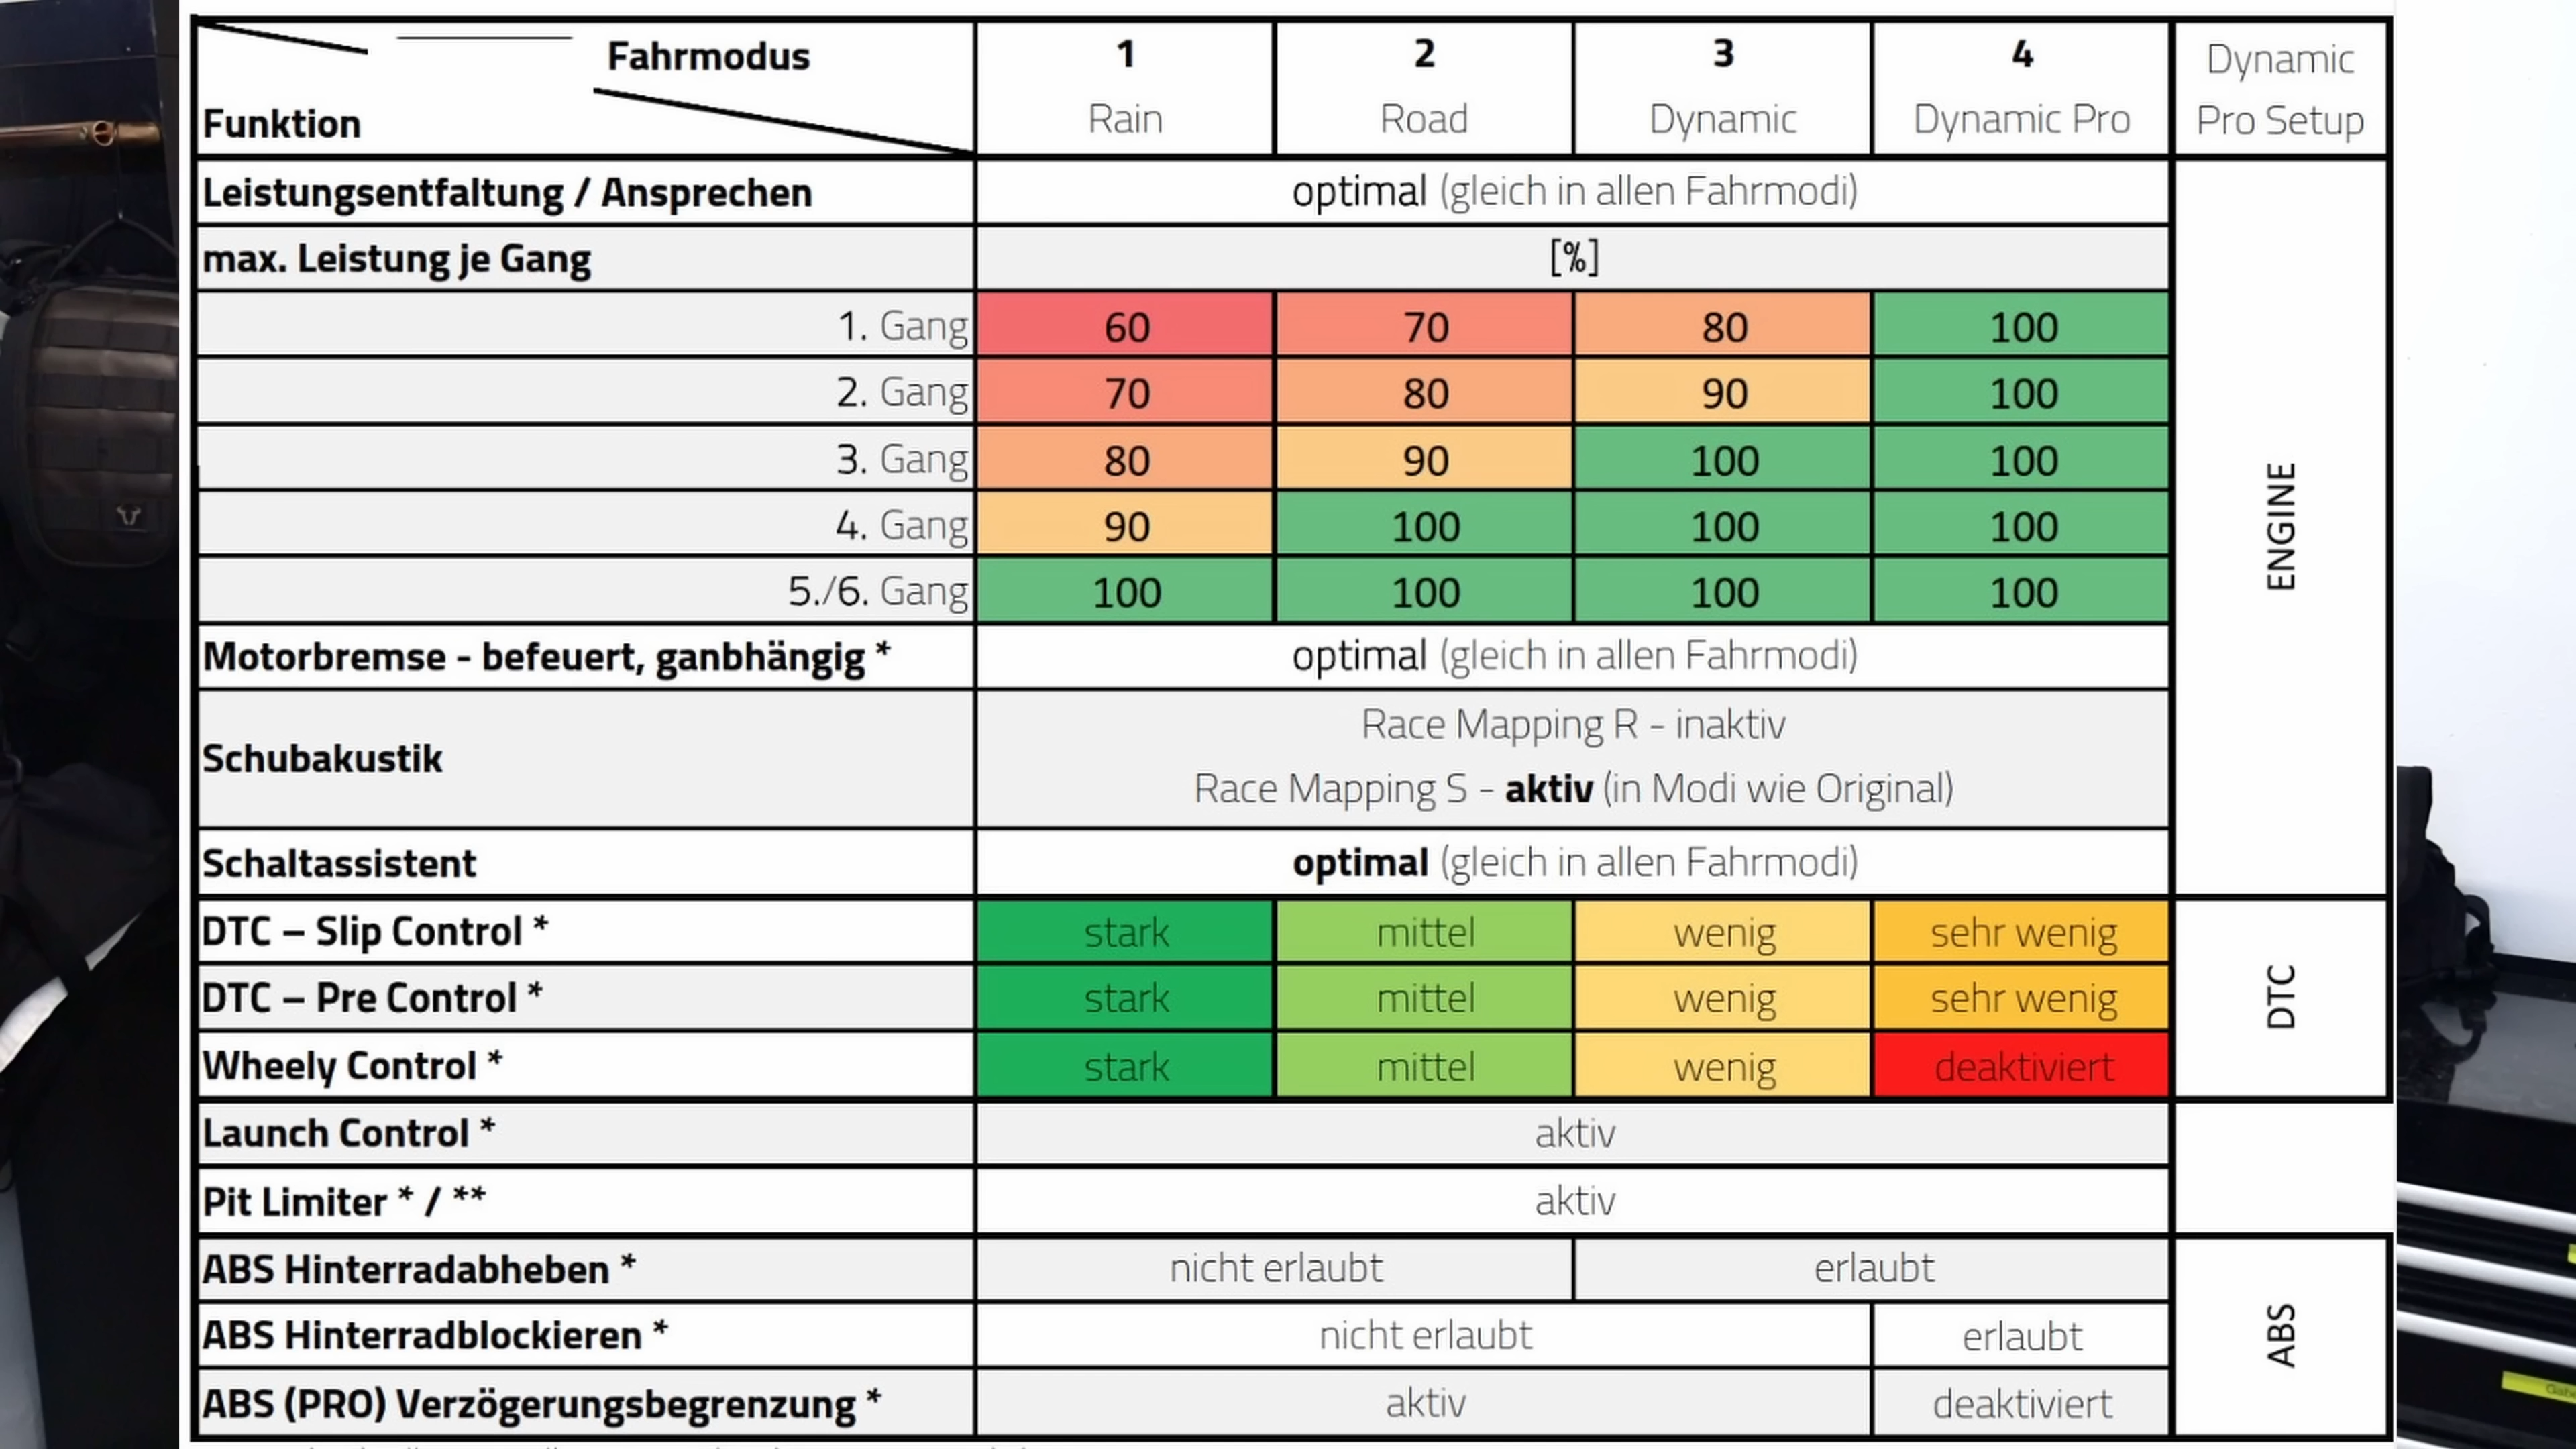 Fahrmodus
Funktion
1
Rain
2
Road
3
Dynamic
4
Dynamic Pro
Dynamic
Pro Setup
Leistungsentfaltung / Ansprechen
optimal (gleich in allen Fahrmodi)
max. Leistung je Gang
[%]
1. Gang 60 70 80 100
2. Gang 70 80 90 100
3. Gang 80 90 100 100
4. Gang 90 100 100 100
5./6. Gang 100 100 100 100
Motorbremse - befeuert, ganbhängig *
optimal (gleich in allen Fahrmodi)
Schubakustik
Race Mapping R - inaktiv
Race Mapping S - aktiv (in Modi wie Original)
Schaltassistent
optimal (gleich in allen Fahrmodi)
ENGINE
DTC – Slip Control * stark mittel wenig sehr wenig
DTC – Pre Control * stark mittel wenig sehr wenig
Wheely Control * stark mittel wenig deaktiviert
DTC
Launch Control * aktiv
Pit Limiter * / ** aktiv
ABS Hinterradabheben * nicht erlaubt erlaubt
ABS Hinterradblockieren * nicht erlaubt erlaubt
ABS (PRO) Verzögerungsbegrenzung * aktiv deaktiviert
ABS